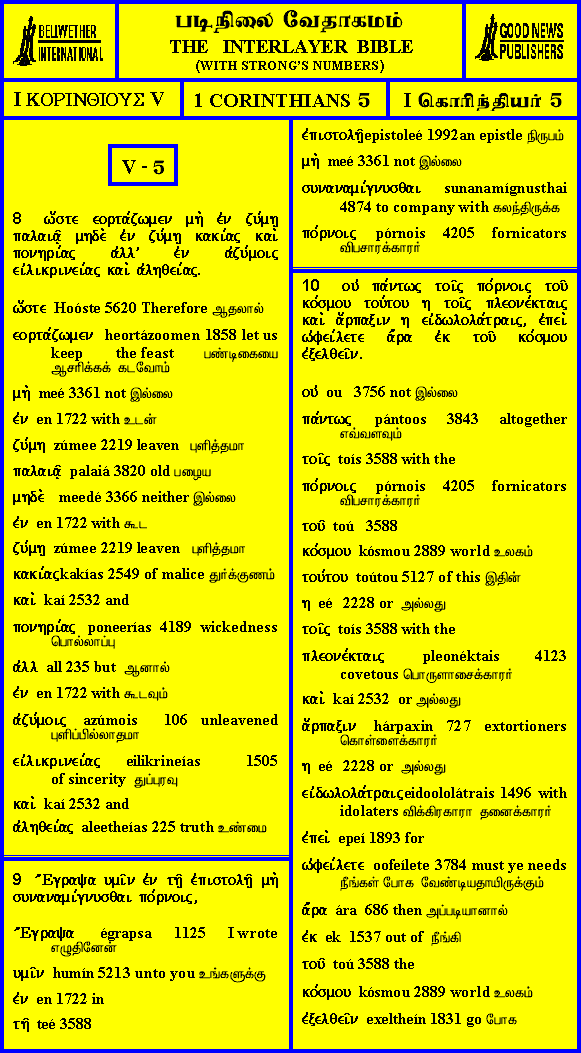 BELLWETHER
INTERNATIONAL
படிநிலை வேதாகமம்
THE INTERLAYER BIBLE
(WITH STRONG'S NUMBERS)
GOOD NEWS
PUBLISHERS
I ΚΟΡΙΝΘΙΟΥΣ V
1 CORINTHIANS 5
I கொரிந்தியர் 5
V - 5
8 ὥστε εορτάζωμεν μὴ ἐν ζύμῃ
παλαιᾷ μηδὲ ἐν ζύμῃ κακίας καὶ
πονηρίας ἀλλ' ἐν ἀζύμοις
εἰλικρινείας καὶ ἀληθείας.
ὥστε Hoóste 5620 Therefore ஆதலால்
εορτάζωμεν heortázoomen 1858 let us
keep the feast பண்டிகையை
ஆசரிக்கக் கடவோம்
μὴ meé 3361 not இல்லை
ἐν en 1722 with உடன்
ζύμῃ zúmee 2219 leaven புளித்தமா
παλαιᾷ palaiá 3820 old பழைய
μηδὲ meedé 3366 neither இல்லை
ἐν en 1722 with கூட
ζύμῃ zúmee 2219 leaven புளித்தமா
κακίας kakías 2549 of malice துர்க்குணம்
καὶ kaí 2532 and
πονηρίας poneerías 4189 wickedness
பொல்லாப்பு
ἀλλ all 235 but ஆனால்
ἐν en 1722 with கூடவும்
ἀζύμοις azúmois 106 unleavened
புளிப்பில்லாதமா
εἰλικρινείας eilikrineías 1505
of sincerity துப்புரவு
καὶ kaí 2532 and
ἀληθείας aleetheías 225 truth உண்மை
9 Ἔγραψα υμῖν ἐν τῇ ἐπιστολῇ μὴ
συναναμίγνυσθαι πόρνοις,
Ἔγραψα égrapsa 1125 I wrote
எழுதினேன்
υμῖν humín 5213 unto you உங்களுக்கு
ἐν en 1722 in
τῇ teé 3588
ἐπιστολῇ epistoleé 1992 an epistle நிருபம்
μὴ meé 3361 not இல்லை
συναναμίγνυσθαι sunanamígnusthai
4874 to company with கலந்திருக்க
πόρνοις pórnois 4205 fornicators
விபசாரக்காரர்
10 οὐ πάντως τοῖς πόρνοις τοῦ
κόσμου τούτου η τοῖς πλεονέκταις
καὶ ἅρπαξιν η εἰδωλολάτραις, ἐπεὶ
ὠφείλετε ἄρα ἐκ τοῦ κόσμου
ἐξελθεῖν.
οὐ ou 3756 not இல்லை
πάντως pántoos 3843 altogether
எவ்வளவும்
τοῖς toís 3588 with the
πόρνοις pórnois 4205 fornicators
விபசாரக்காரர்
τοῦ toú 3588
κόσμου kósmou 2889 world உலகம்
τούτου toútou 5127 of this இதின்
η eé 2228 or அல்லது
τοῖς toís 3588 with the
πλεονέκταις pleonéktais 4123
covetous பொருளாசைக்காரர்
καὶ kaí 2532 or அல்லது
ἅρπαξιν hárpaxin 727 extortioners
கொள்ளைக்காரர்
η eé 2228 or அல்லது
εἰδωλολάτραις eidoololátrais 1496 with
idolaters விக்கிரகாரா தனைக்காரர்
ἐπεὶ epeí 1893 for
ὠφείλετε oofeílete 3784 must ye needs
நீங்கள் போக வேண்டியதாயிருக்கும்
ἄρα ára 686 then அப்படியானால்
ἐκ ek 1537 out of நீங்கி
τοῦ toú 3588 the
κόσμου kósmou 2889 world உலகம்
ἐξελθεῖν exeltheín 1831 go போக